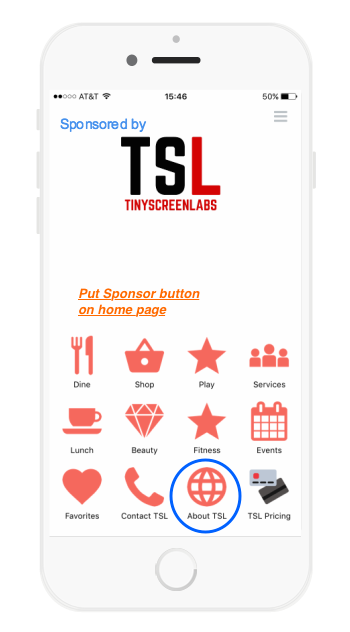 AT&T 15:46 50%
Sponsored by
TSL
TINYSCREENLABS
Put Sponsor button
on home page
Dine Shop Play Services
Lunch Beauty Fitness Events
Favorites Contact TSL About TSL TSL Pricing